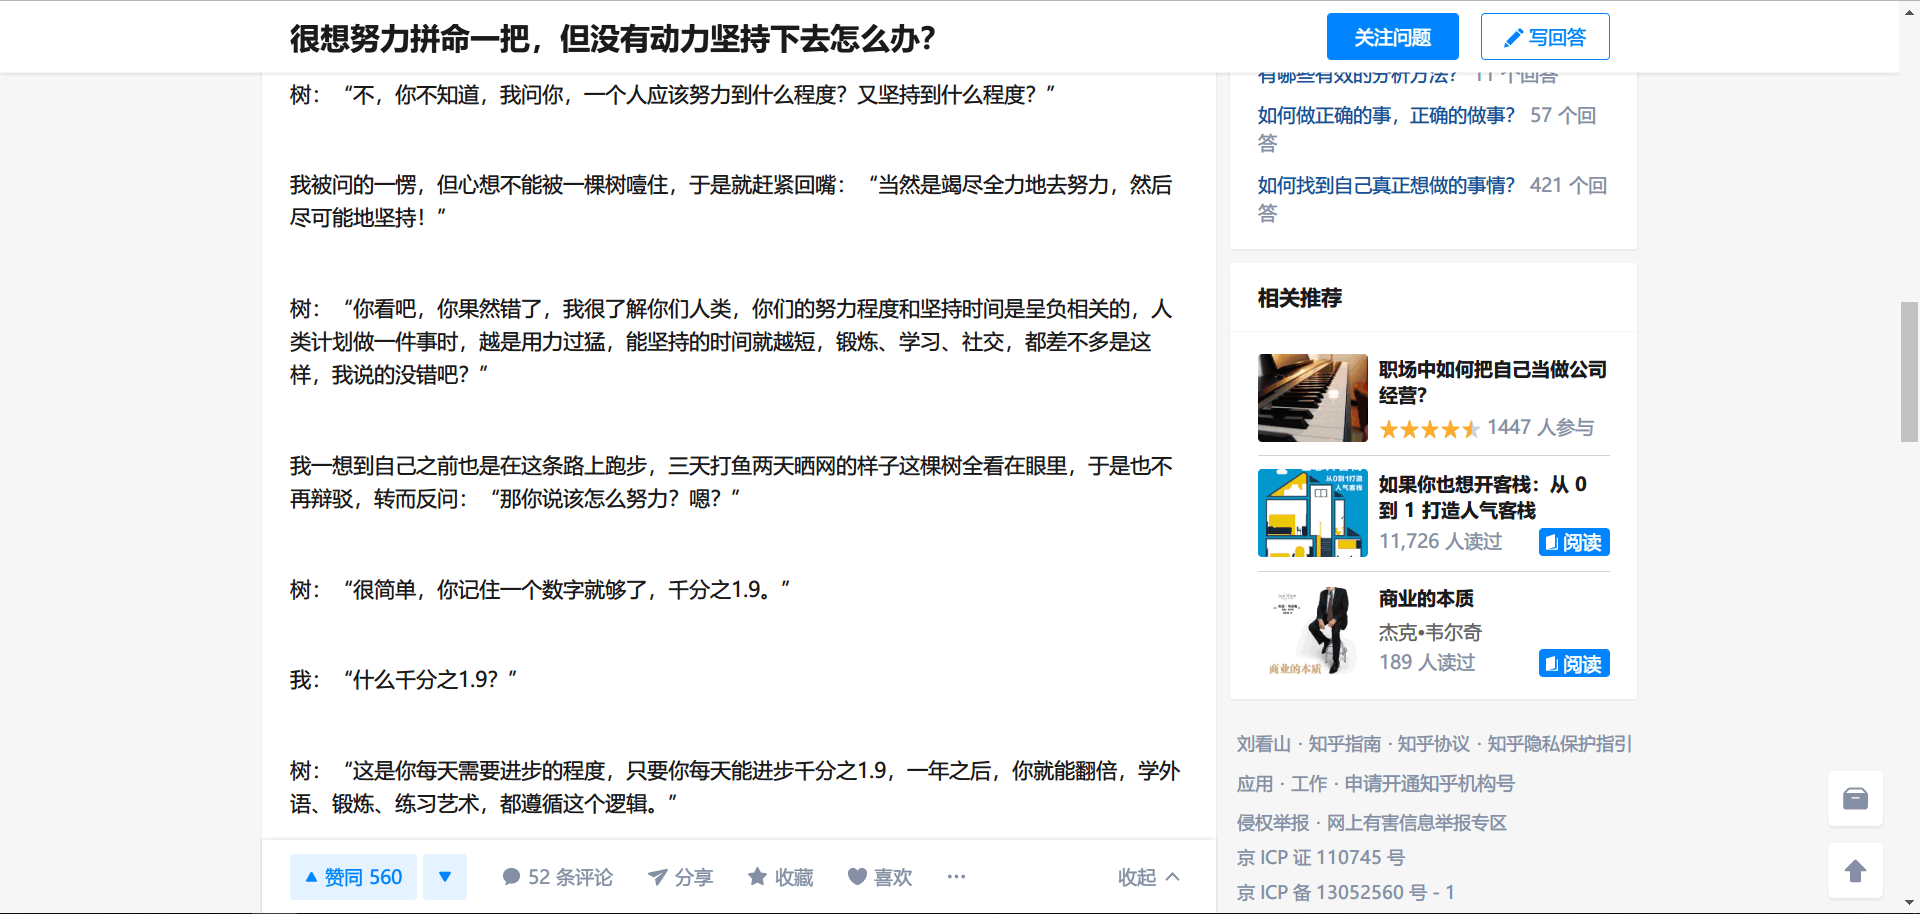 很想努力拼命一把，但没有动力坚持下去怎么办？
关注问题
写回答
树：“不，你不知道，我问你，一个人应该努力到什么程度？又坚持到什么程度？”
我被问的一愣，但心想不能被一棵树噎住，于是就赶紧回嘴：“当然是竭尽全力地去努力，然后
尽可能地坚持！”
树：“你看吧，你果然错了，我很了解你们人类，你们的努力程度和坚持时间是呈负相关的，人
类计划做一件事时，越是用力过猛，能坚持的时间就越短，锻炼、学习、社交，都差不多是这
样，我说的没错吧？”
我一想到自己之前也是在这条路上跑步，三天打鱼两天晒网的样子这棵树全看在眼里，于是也不
再辩驳，转而反问：“那你说该怎么努力？嗯？”
树：“很简单，你记住一个数字就够了，千分之1.9。”
我：“什么千分之1.9？”
树：“这是你每天需要进步的程度，只要你每天能进步千分之1.9，一年之后，你就能翻倍，学外
语、锻炼、练习艺术，都遵循这个逻辑。”
赞同 560
52 条评论
分享
收藏
喜欢
收起
有哪些有效的分析方法？ 11 个回答
如何做正确的事，正确的做事？ 57 个回
答
如何找到自己真正想做的事情？ 421 个回
答
相关推荐
职场中如何把自己当做公司
经营？
1447 人参与
从0到1打造
人气客栈
如果你也想开客栈：从 0
到 1 打造人气客栈
11,726 人读过
阅读
商业的本质
商业的本质
杰克•韦尔奇
189 人读过
阅读
刘看山 · 知乎指南 · 知乎协议 · 知乎隐私保护指引
应用 · 工作 · 申请开通知乎机构号
侵权举报 · 网上有害信息举报专区
京 ICP 证 110745 号
京 ICP 备 13052560 号 - 1